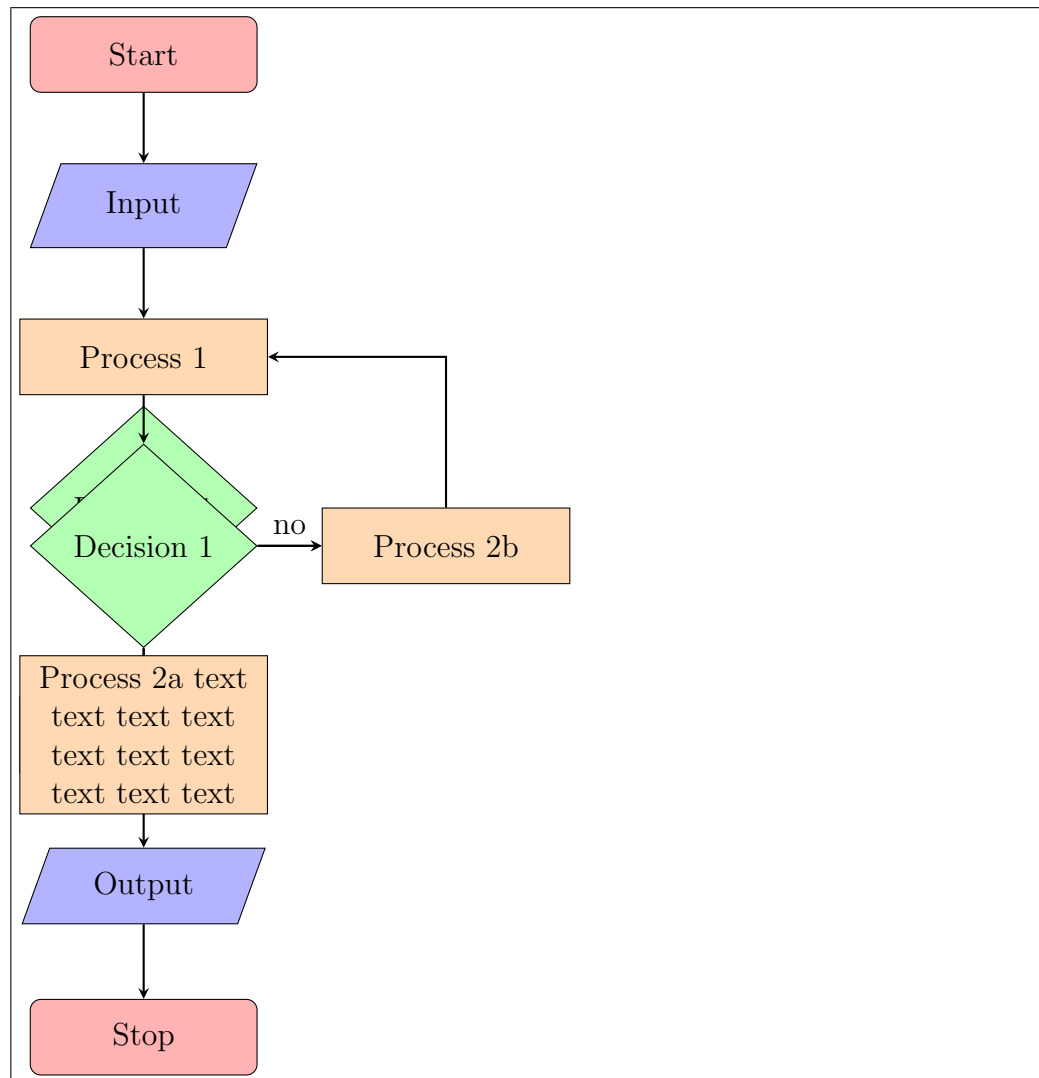 Start
Input
Process 1
Decision 1
no
Process 2b
Process 2a text
text text text
text text text
text text text
Output
Stop